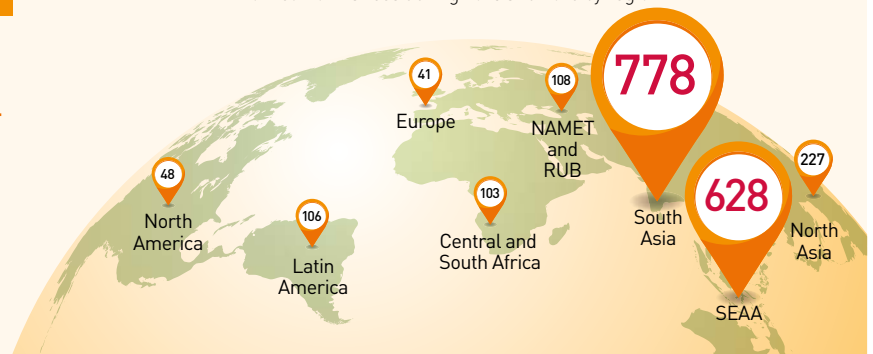 41
Europe
108
NAMET
and
RUB
778
South
Asia
628
SEAA
227
North
Asia
48
North
America
106
Latin
America
103
Central and
South Africa